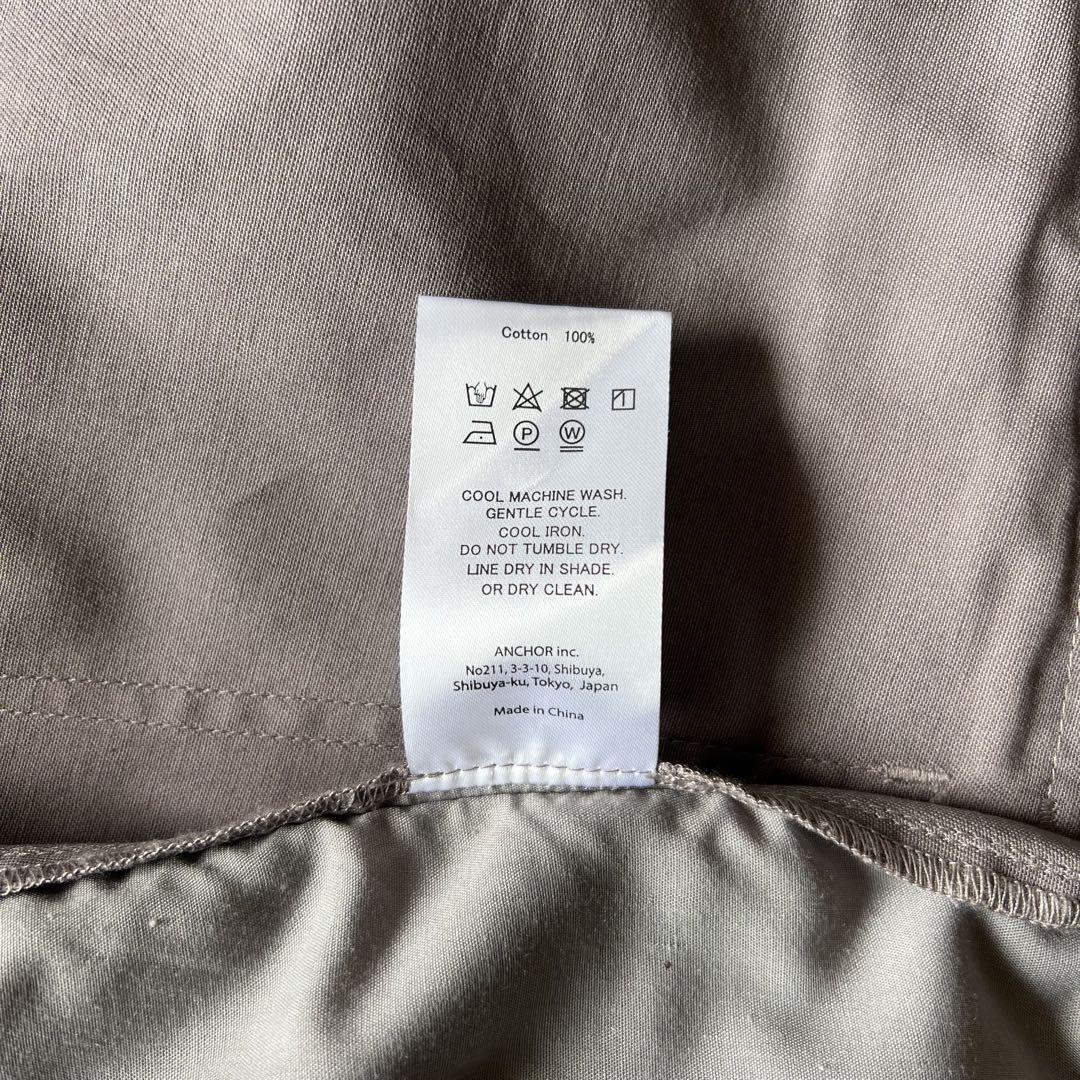 Cotton 100%
P W
COOL MACHINE WASH.
GENTLE CYCLE.
COOL IRON.
DO NOT TUMBLE DRY.
LINE DRY IN SHADE.
OR DRY CLEAN.
ANCHOR inc.
No211, 3-3-10, Shibuya,
Shibuya-ku, Tokyo, Japan
Made in China